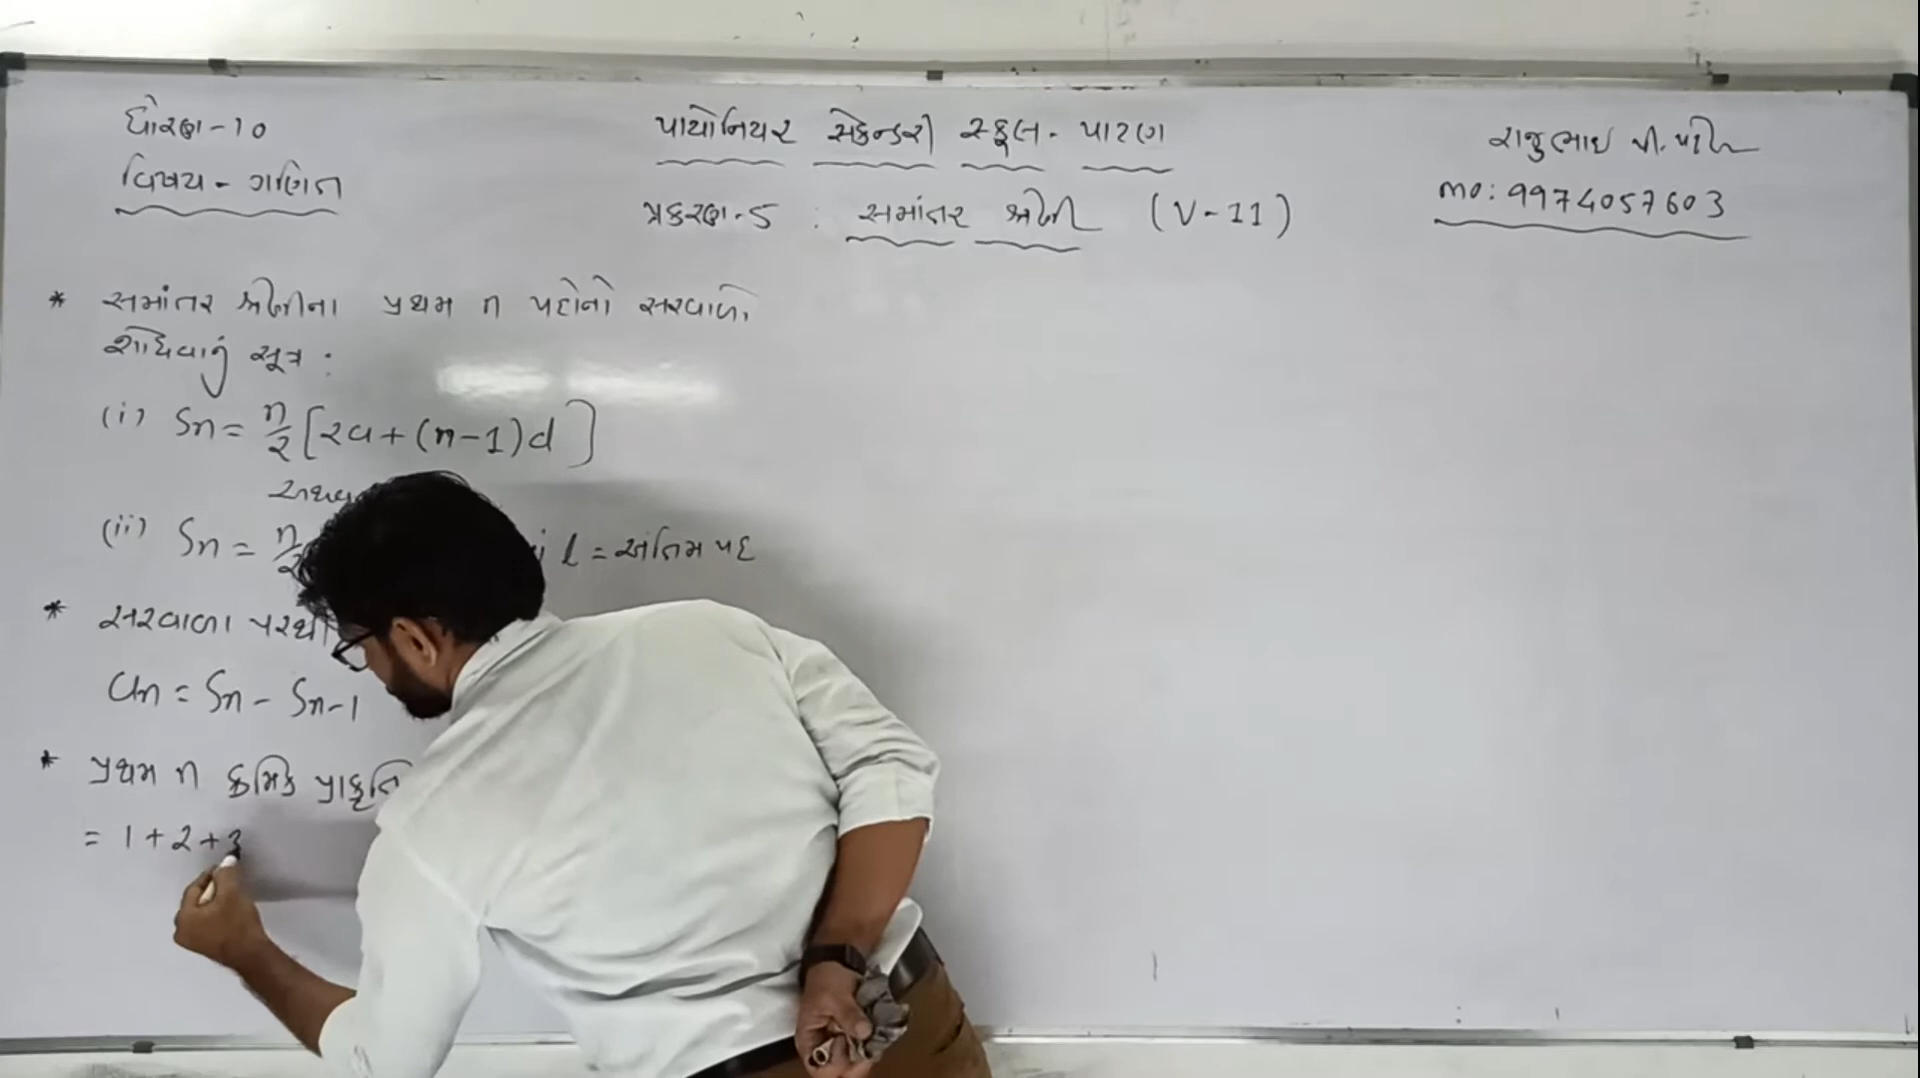 ધોરણ-10
વિષય - ગણિત
પાયોનિયર સેકન્ડરી સ્કૂલ - પાટણ
પ્રકરણ-5 : સમાંતર શ્રેણી (V-11)
રાજુભાઇ પી.
mo: 9974057603
* સમાંતર શ્રેણીના પ્રથમ n પદોનો સરવાળો
શોધવાનું સૂત્ર :
(i) Sn = n/2 [2a+(n-1)d]
અથવા
(ii) Sn = n/2 l = અંતિમ પદ
* સરવાળા પરથી
an = Sn - Sn-1
* પ્રથમ n ક્રમિક પ્રાકૃતિ
= 1+2+3